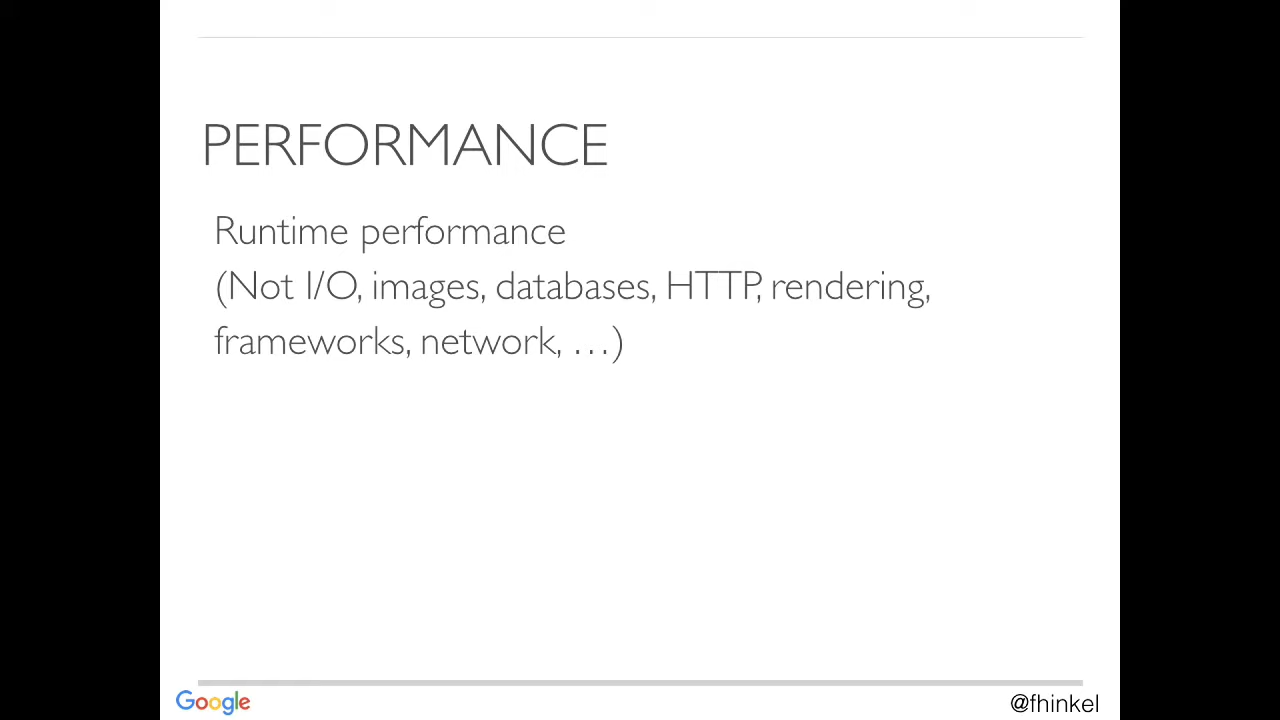 PERFORMANCE
Runtime performance
(Not I/O, images, databases, HTTP, rendering,
frameworks, network, …)
Google
@fhinkel